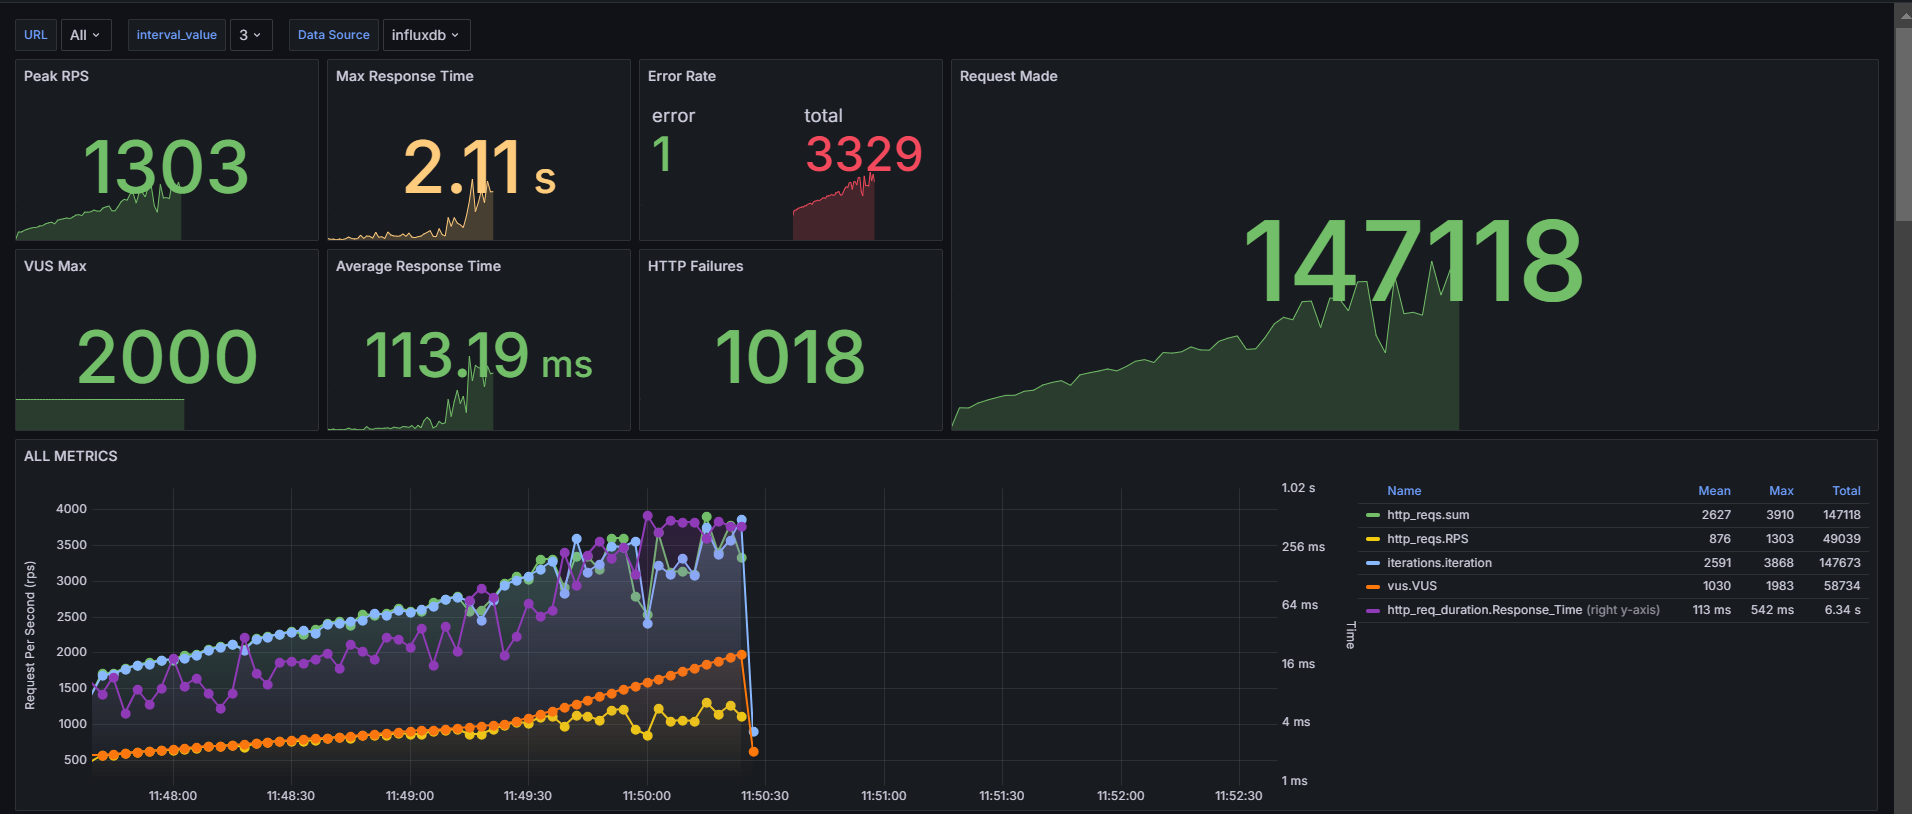 URL All interval_value 3 Data Source influxdb
Peak RPS
1303
Max Response Time
2.11 s
Error Rate
error total
1 3329
Request Made
147118
VUS Max
2000
Average Response Time
113.19 ms
HTTP Failures
1018
ALL METRICS
Request Per Second (rps)
4000
3500
3000
2500
2000
1500
1000
500
11:48:00 11:48:30 11:49:00 11:49:30 11:50:00 11:50:30 11:51:00 11:51:30 11:52:00 11:52:30
1.02 s
256 ms
64 ms
16 ms
4 ms
1 ms
Time
Name Mean Max Total
http_reqs.sum 2627 3910 147118
http_reqs.RPS 876 1303 49039
iterations.iteration 2591 3868 147673
vus.VUS 1030 1983 58734
http_req_duration.Response_Time (right y-axis) 113 ms 542 ms 6.34 s